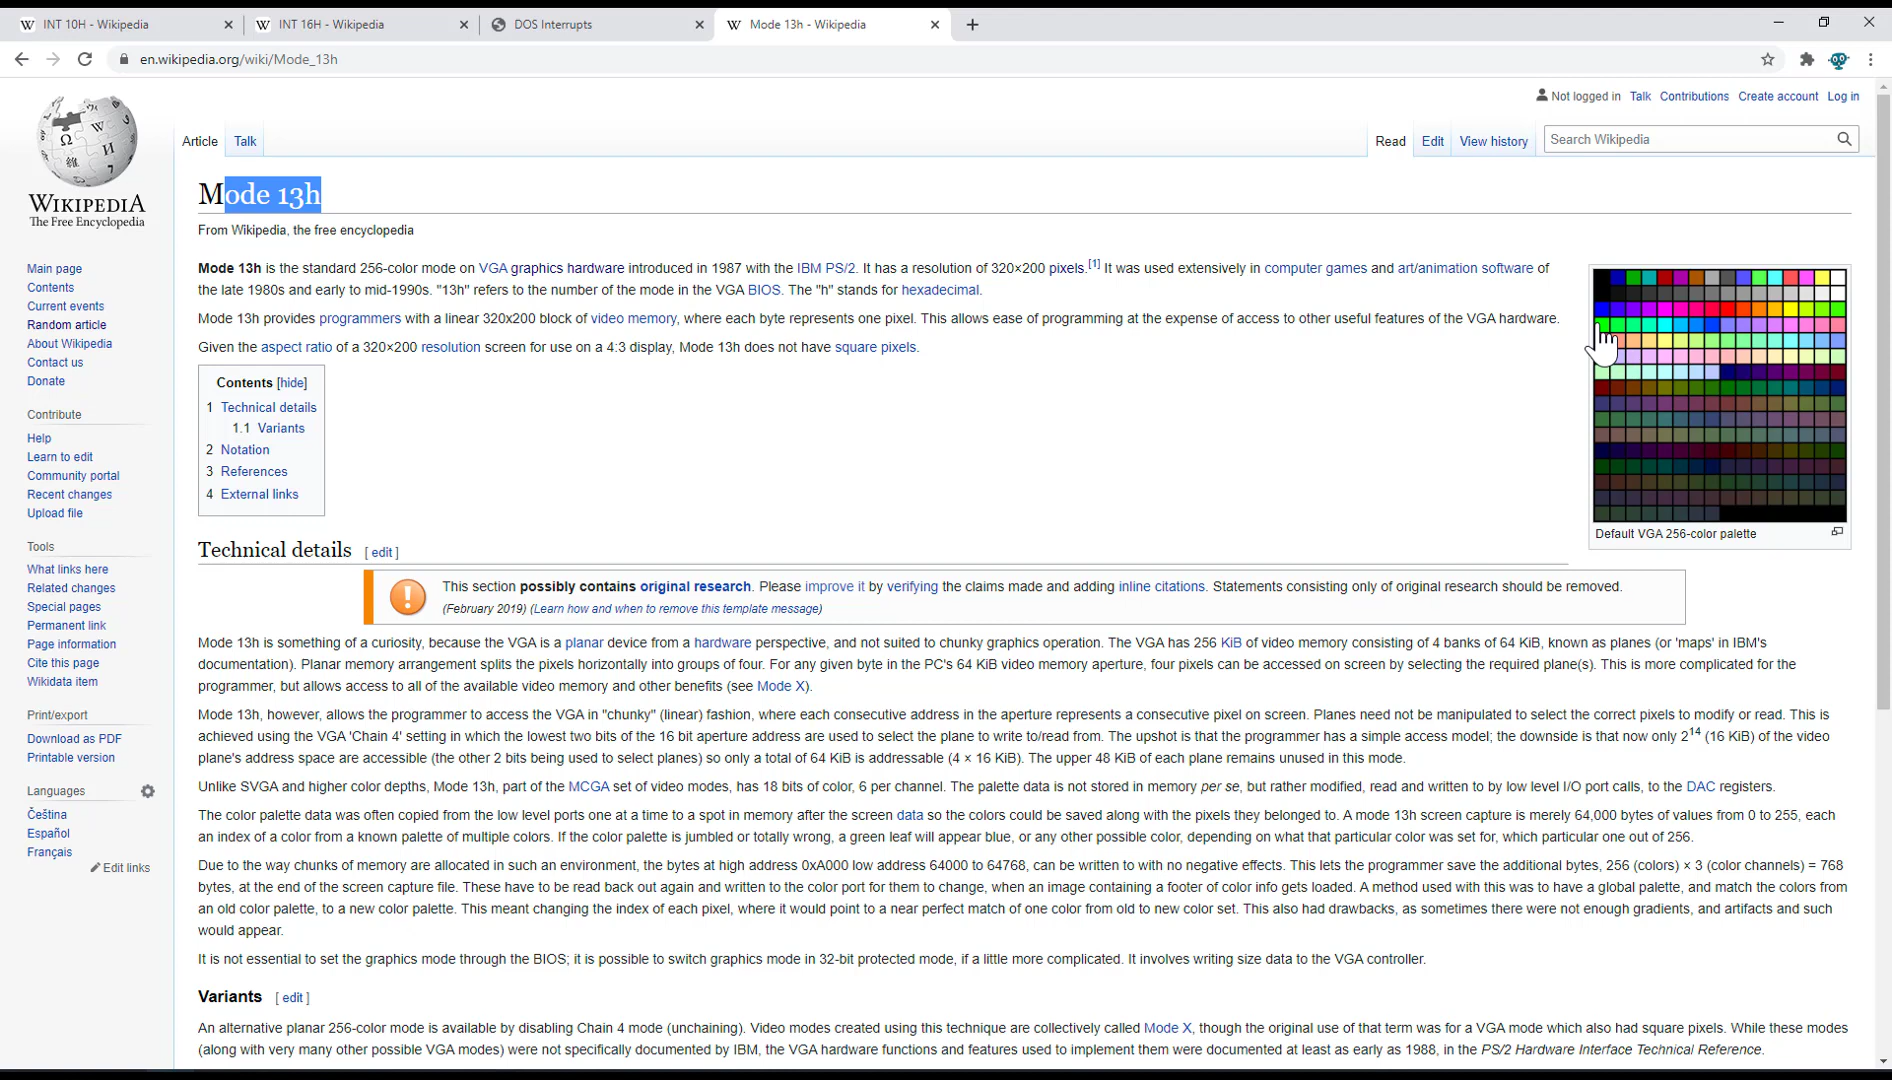 INT 10H - Wikipedia
INT 16H - Wikipedia
DOS Interrupts
Mode 13h - Wikipedia
en.wikipedia.org/wiki/Mode_13h
Not logged in Talk Contributions Create account Log in
Article Talk
Read Edit View history
Search Wikipedia
WIKIPEDIA
The Free Encyclopedia
Main page
Contents
Current events
Random article
About Wikipedia
Contact us
Donate
Contribute
Help
Learn to edit
Community portal
Recent changes
Upload file
Tools
What links here
Related changes
Special pages
Permanent link
Page information
Cite this page
Wikidata item
Print/export
Download as PDF
Printable version
Languages
Čeština
Español
Français
Edit links
Mode 13h
From Wikipedia, the free encyclopedia
Mode 13h is the standard 256-color mode on VGA graphics hardware introduced in 1987 with the IBM PS/2. It has a resolution of 320×200 pixels.[1] It was used extensively in computer games and art/animation software of
the late 1980s and early to mid-1990s. "13h" refers to the number of the mode in the VGA BIOS. The "h" stands for hexadecimal.
Mode 13h provides programmers with a linear 320x200 block of video memory, where each byte represents one pixel. This allows ease of programming at the expense of access to other useful features of the VGA hardware.
Given the aspect ratio of a 320×200 resolution screen for use on a 4:3 display, Mode 13h does not have square pixels.
Default VGA 256-color palette
Contents [hide]
1 Technical details
1.1 Variants
2 Notation
3 References
4 External links
Technical details [ edit ]
This section possibly contains original research. Please improve it by verifying the claims made and adding inline citations. Statements consisting only of original research should be removed.
(February 2019) (Learn how and when to remove this template message)
Mode 13h is something of a curiosity, because the VGA is a planar device from a hardware perspective, and not suited to chunky graphics operation. The VGA has 256 KiB of video memory consisting of 4 banks of 64 KiB, known as planes (or 'maps' in IBM's
documentation). Planar memory arrangement splits the pixels horizontally into groups of four. For any given byte in the PC's 64 KiB video memory aperture, four pixels can be accessed on screen by selecting the required plane(s). This is more complicated for the
programmer, but allows access to all of the available video memory and other benefits (see Mode X).
Mode 13h, however, allows the programmer to access the VGA in "chunky" (linear) fashion, where each consecutive address in the aperture represents a consecutive pixel on screen. Planes need not be manipulated to select the correct pixels to modify or read. This is
achieved using the VGA 'Chain 4' setting in which the lowest two bits of the 16 bit aperture address are used to select the plane to write to/read from. The upshot is that the programmer has a simple access model; the downside is that now only 2¹⁴ (16 KiB) of the video
plane's address space are accessible (the other 2 bits being used to select planes) so only a total of 64 KiB is addressable (4 × 16 KiB). The upper 48 KiB of each plane remains unused in this mode.
Unlike SVGA and higher color depths, Mode 13h, part of the MCGA set of video modes, has 18 bits of color, 6 per channel. The palette data is not stored in memory per se, but rather modified, read and written to by low level I/O port calls, to the DAC registers.
The color palette data was often copied from the low level ports one at a time to a spot in memory after the screen data so the colors could be saved along with the pixels they belonged to. A mode 13h screen capture is merely 64,000 bytes of values from 0 to 255, each
an index of a color from a known palette of multiple colors. If the color palette is jumbled or totally wrong, a green leaf will appear blue, or any other possible color, depending on what that particular color was set for, which particular one out of 256.
Due to the way chunks of memory are allocated in such an environment, the bytes at high address 0xA000 low address 64000 to 64768, can be written to with no negative effects. This lets the programmer save the additional bytes, 256 (colors) × 3 (color channels) = 768
bytes, at the end of the screen capture file. These have to be read back out again and written to the color port for them to change, when an image containing a footer of color info gets loaded. A method used with this was to have a global palette, and match the colors from
an old color palette, to a new color palette. This meant changing the index of each pixel, where it would point to a near perfect match of one color from old to new color set. This also had drawbacks, as sometimes there were not enough gradients, and artifacts and such
would appear.
It is not essential to set the graphics mode through the BIOS; it is possible to switch graphics mode in 32-bit protected mode, if a little more complicated. It involves writing size data to the VGA controller.
Variants [ edit ]
An alternative planar 256-color mode is available by disabling Chain 4 mode (unchaining). Video modes created using this technique are collectively called Mode X, though the original use of that term was for a VGA mode which also had square pixels. While these modes
(along with very many other possible VGA modes) were not specifically documented by IBM, the VGA hardware functions and features used to implement them were documented at least as early as 1988, in the PS/2 Hardware Interface Technical Reference.